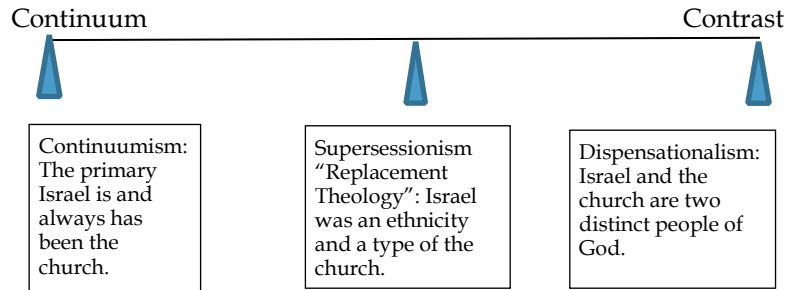 Continuum
Contrast
Continuumism:
The primary
Israel is and
always has
been the
church.
Supersessionism
“Replacement
Theology”: Israel
was an ethnicity
and a type of the
church.
Dispensationalism:
Israel and the
church are two
distinct people of
God.